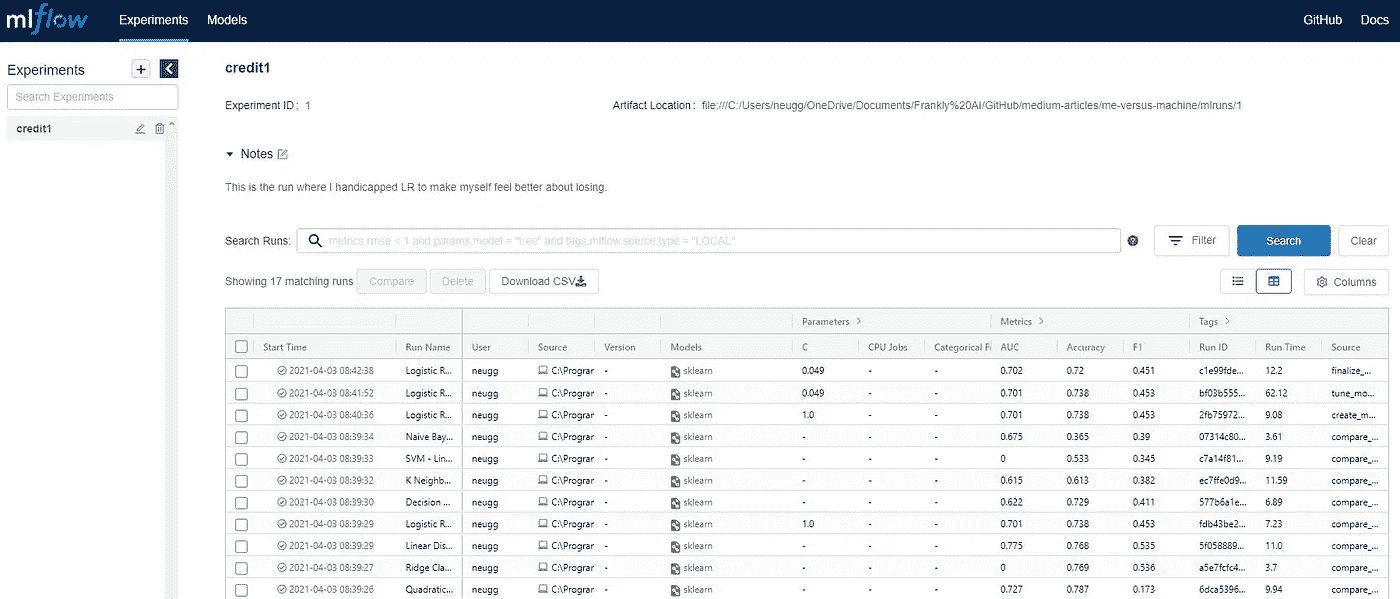 mlflow Experiments Models GitHub Docs
Experiments
Search Experiments
credit1
credit1
Experiment ID: 1 Artifact Location: file:///C:/Users/neugg/OneDrive/Documents/Frankly%20AI/GitHub/medium-articles/me-versus-machine/mlruns/1
Notes
This is the run where I handicapped LR to make myself feel better about losing.
Search Runs: metrics.rmse < 1 and params.model = "tree" and tags.mlflow.source.type = "LOCAL" Filter Search Clear
Showing 17 matching runs Compare Delete Download CSV Columns
Parameters > Metrics > Tags >
Start Time Run Name User Source Version Models C CPU Jobs Categorical Fe AUC Accuracy F1 Run ID Run Time Source
2021-04-03 08:42:38 Logistic R... neugg C:\Prograr - sklearn 0.049 - - 0.702 0.72 0.451 c1e99fde... 12.2 finalize_...
2021-04-03 08:41:52 Logistic R... neugg C:\Prograr - sklearn 0.049 - - 0.701 0.738 0.453 bf03b555... 62.12 tune_mo...
2021-04-03 08:40:36 Logistic R... neugg C:\Prograr - sklearn 1.0 - - 0.701 0.738 0.453 2fb75972... 9.08 create_m...
2021-04-03 08:39:34 Naive Bay... neugg C:\Prograr - sklearn - - - 0.675 0.365 0.39 07314c80... 3.61 compare_...
2021-04-03 08:39:33 SVM - Lin... neugg C:\Prograr - sklearn - - - 0 0.533 0.345 c7a14f81... 9.19 compare_...
2021-04-03 08:39:32 K Neighb... neugg C:\Prograr - sklearn - - - 0.615 0.613 0.382 ec7ffe0d9... 11.59 compare_...
2021-04-03 08:39:30 Decision ... neugg C:\Prograr - sklearn - - - 0.622 0.729 0.411 577b6a1e... 6.89 compare_...
2021-04-03 08:39:29 Logistic R... neugg C:\Prograr - sklearn 1.0 - - 0.701 0.738 0.453 fdb43be2... 7.23 compare_...
2021-04-03 08:39:29 Linear Dis... neugg C:\Prograr - sklearn - - - 0.775 0.768 0.535 5f058889... 11.0 compare_...
2021-04-03 08:39:27 Ridge Cla... neugg C:\Prograr - sklearn - - - 0 0.769 0.536 a5e7fcfc4... 3.7 compare_...
2021-04-03 08:39:26 Quadratic... neugg C:\Prograr - sklearn - - - 0.727 0.787 0.173 6dca5396... 9.94 compare_...